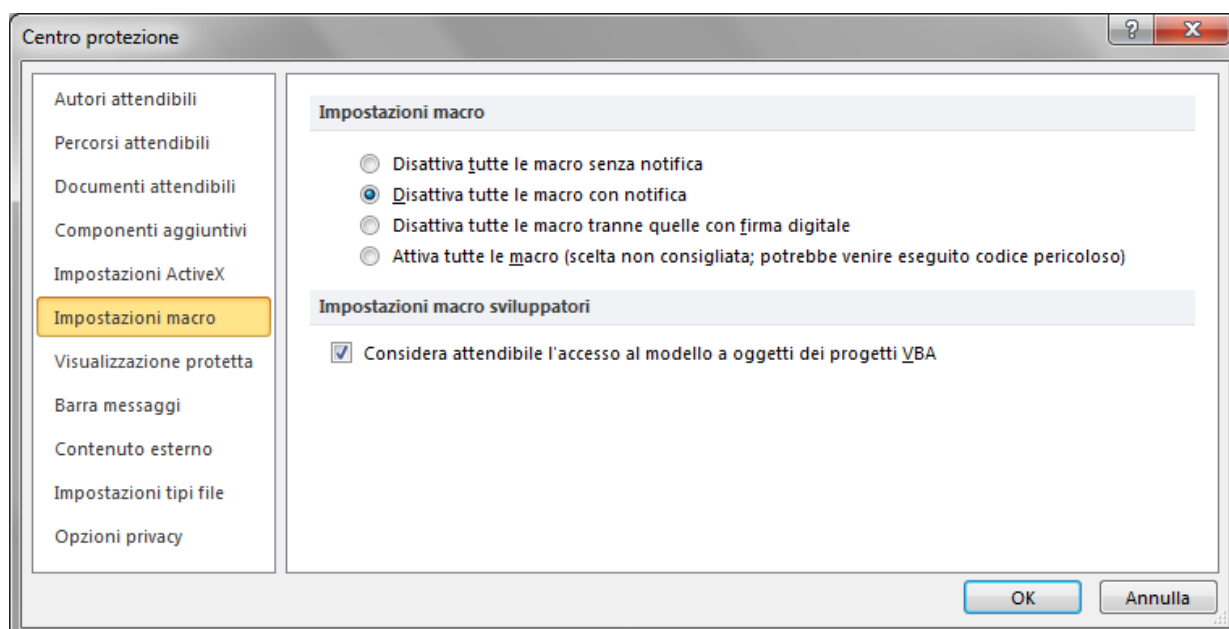 Centro protezione
Autori attendibili
Percorsi attendibili
Documenti attendibili
Componenti aggiuntivi
Impostazioni ActiveX
Impostazioni macro
Visualizzazione protetta
Barra messaggi
Contenuto esterno
Impostazioni tipi file
Opzioni privacy
Impostazioni macro
Disattiva tutte le macro senza notifica
Disattiva tutte le macro con notifica
Disattiva tutte le macro tranne quelle con firma digitale
Attiva tutte le macro (scelta non consigliata; potrebbe venire eseguito codice pericoloso)
Impostazioni macro sviluppatori
Considera attendibile l'accesso al modello a oggetti dei progetti VBA
OK
Annulla